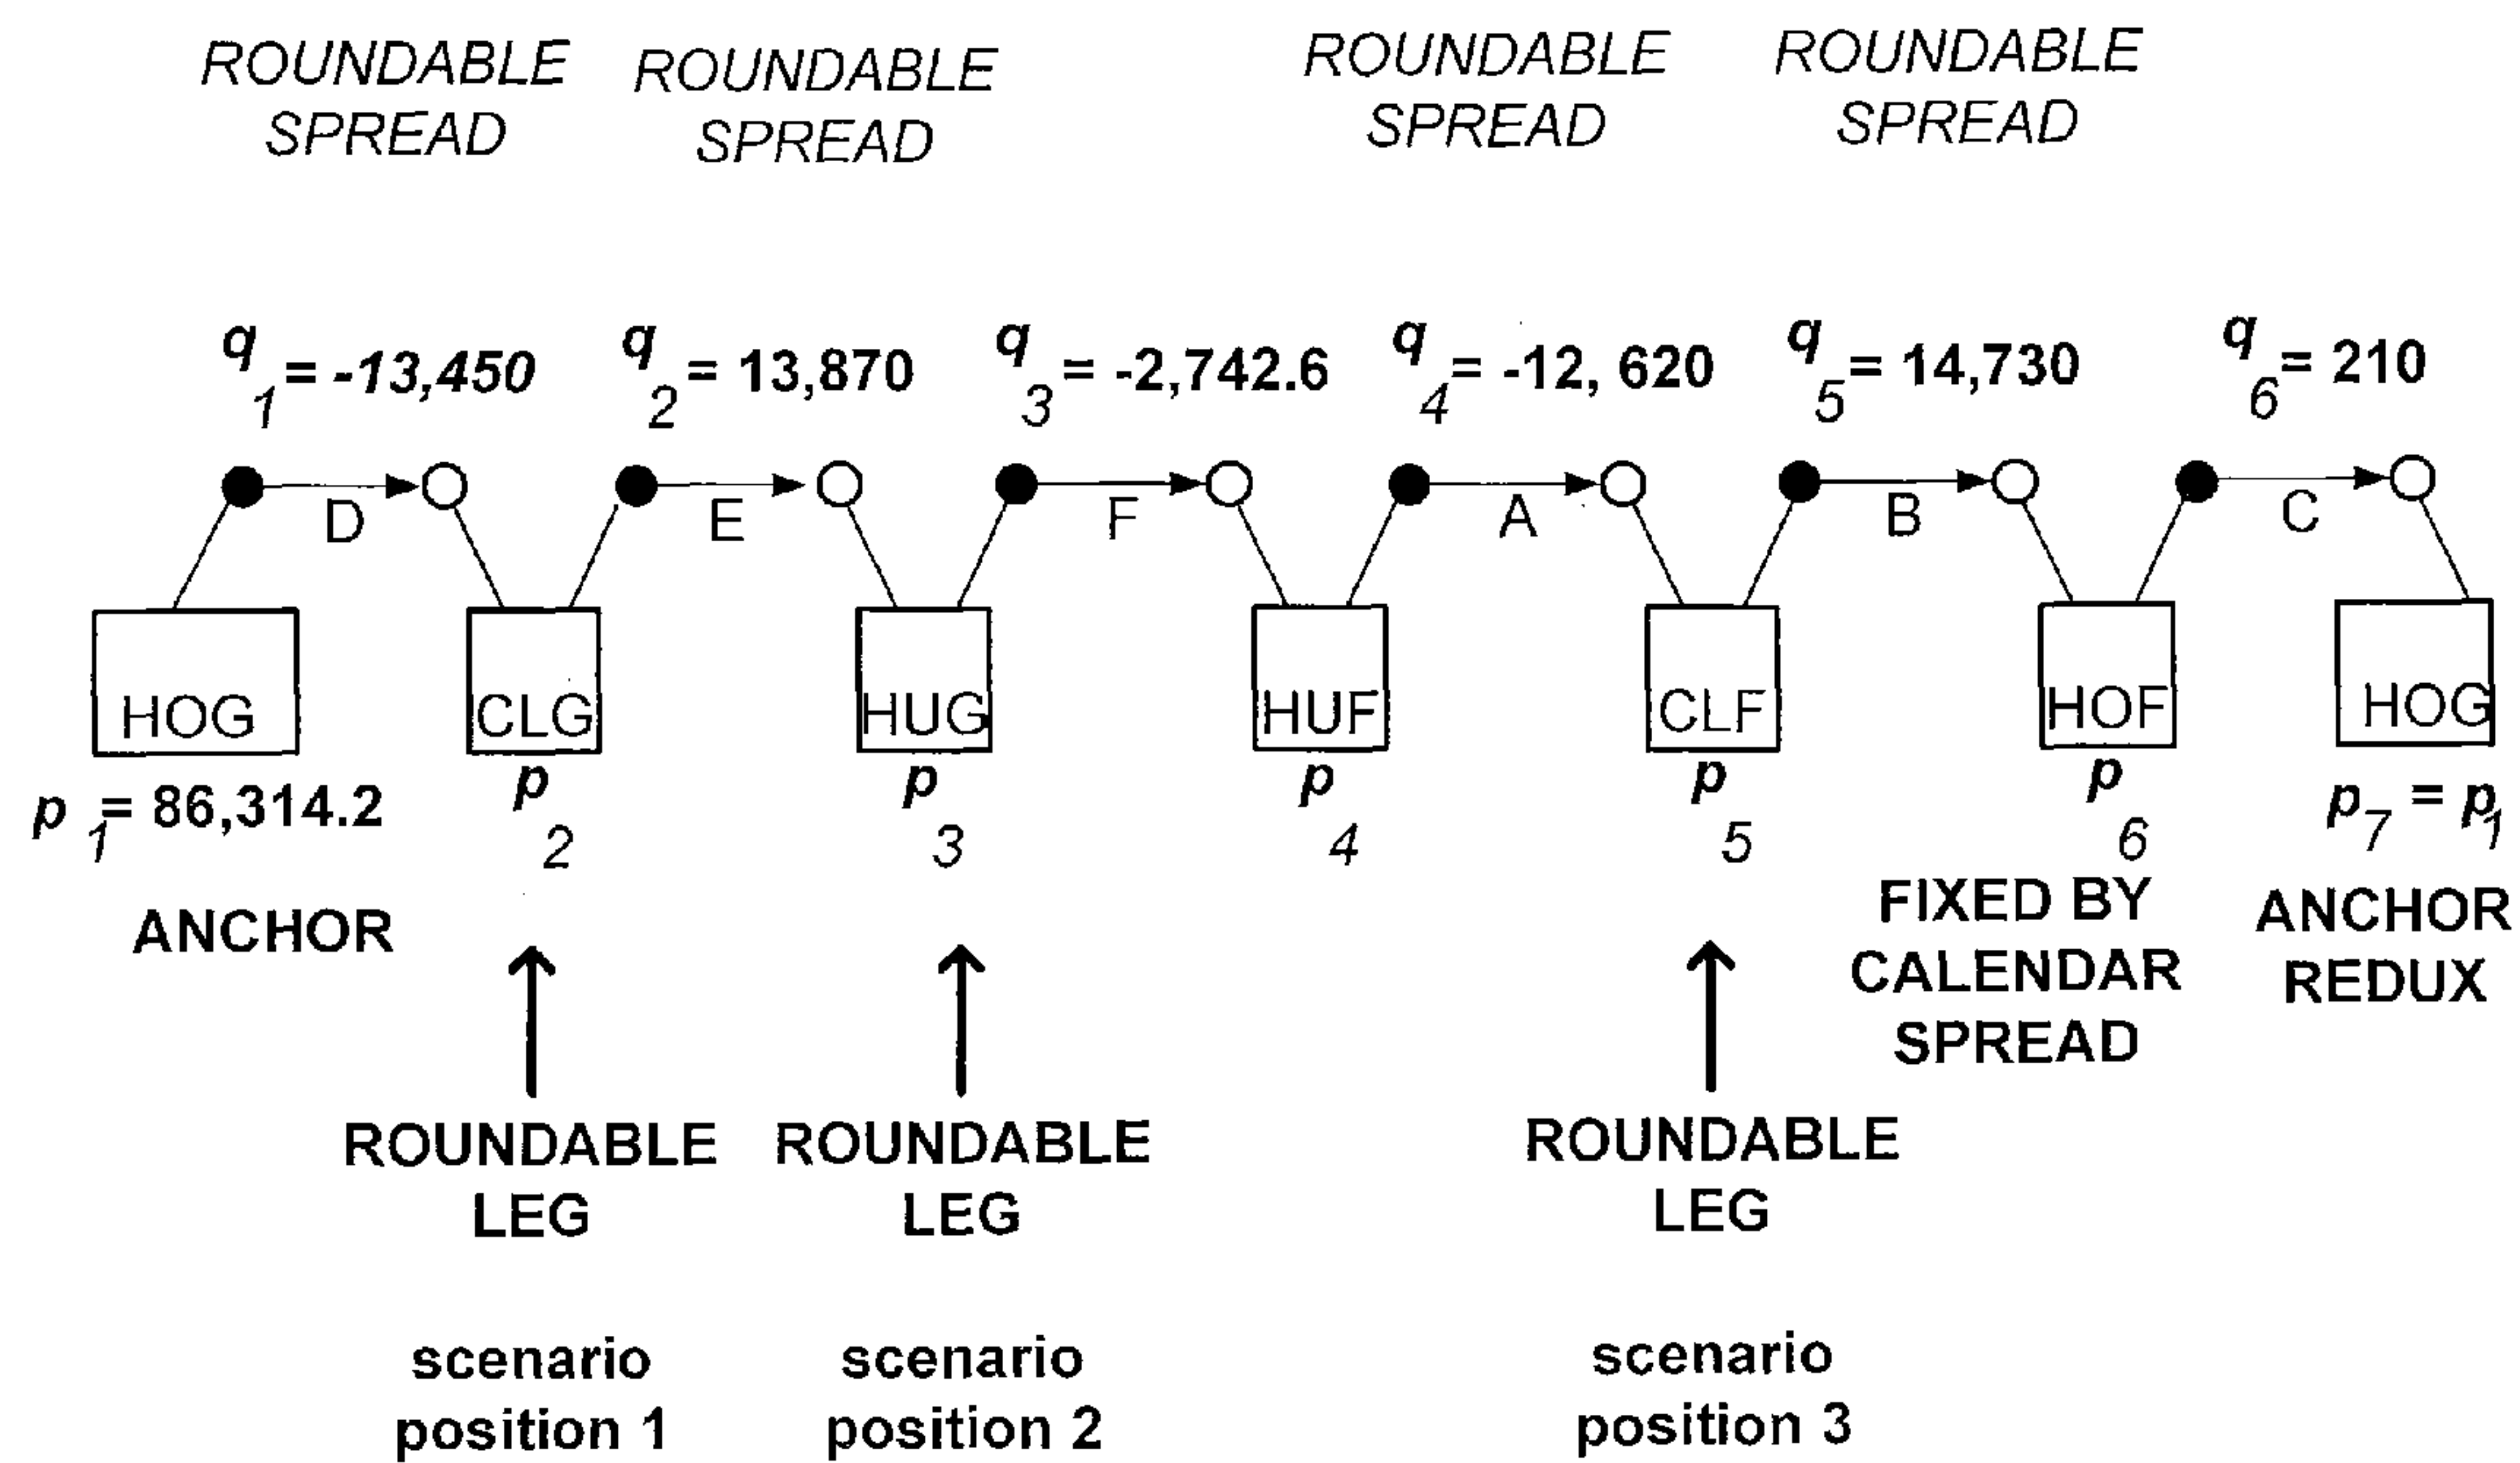 ROUNDABLE
SPREAD
ROUNDABLE
SPREAD
ROUNDABLE
SPREAD
ROUNDABLE
SPREAD
q1 = -13,450
q2 = 13,870
q3 = -2,742.6
q4 = -12, 620
q5 = 14,730
q6 = 210
D
E
F
A
B
C
HOG
CLG
HUG
HUF
CLF
HOF
HOG
p1 = 86,314.2
p2
p3
p4
p5
p6
p7 = p1
ANCHOR
FIXED BY
CALENDAR
SPREAD
ANCHOR
REDUX
ROUNDABLE
LEG
ROUNDABLE
LEG
ROUNDABLE
LEG
scenario
position 1
scenario
position 2
scenario
position 3